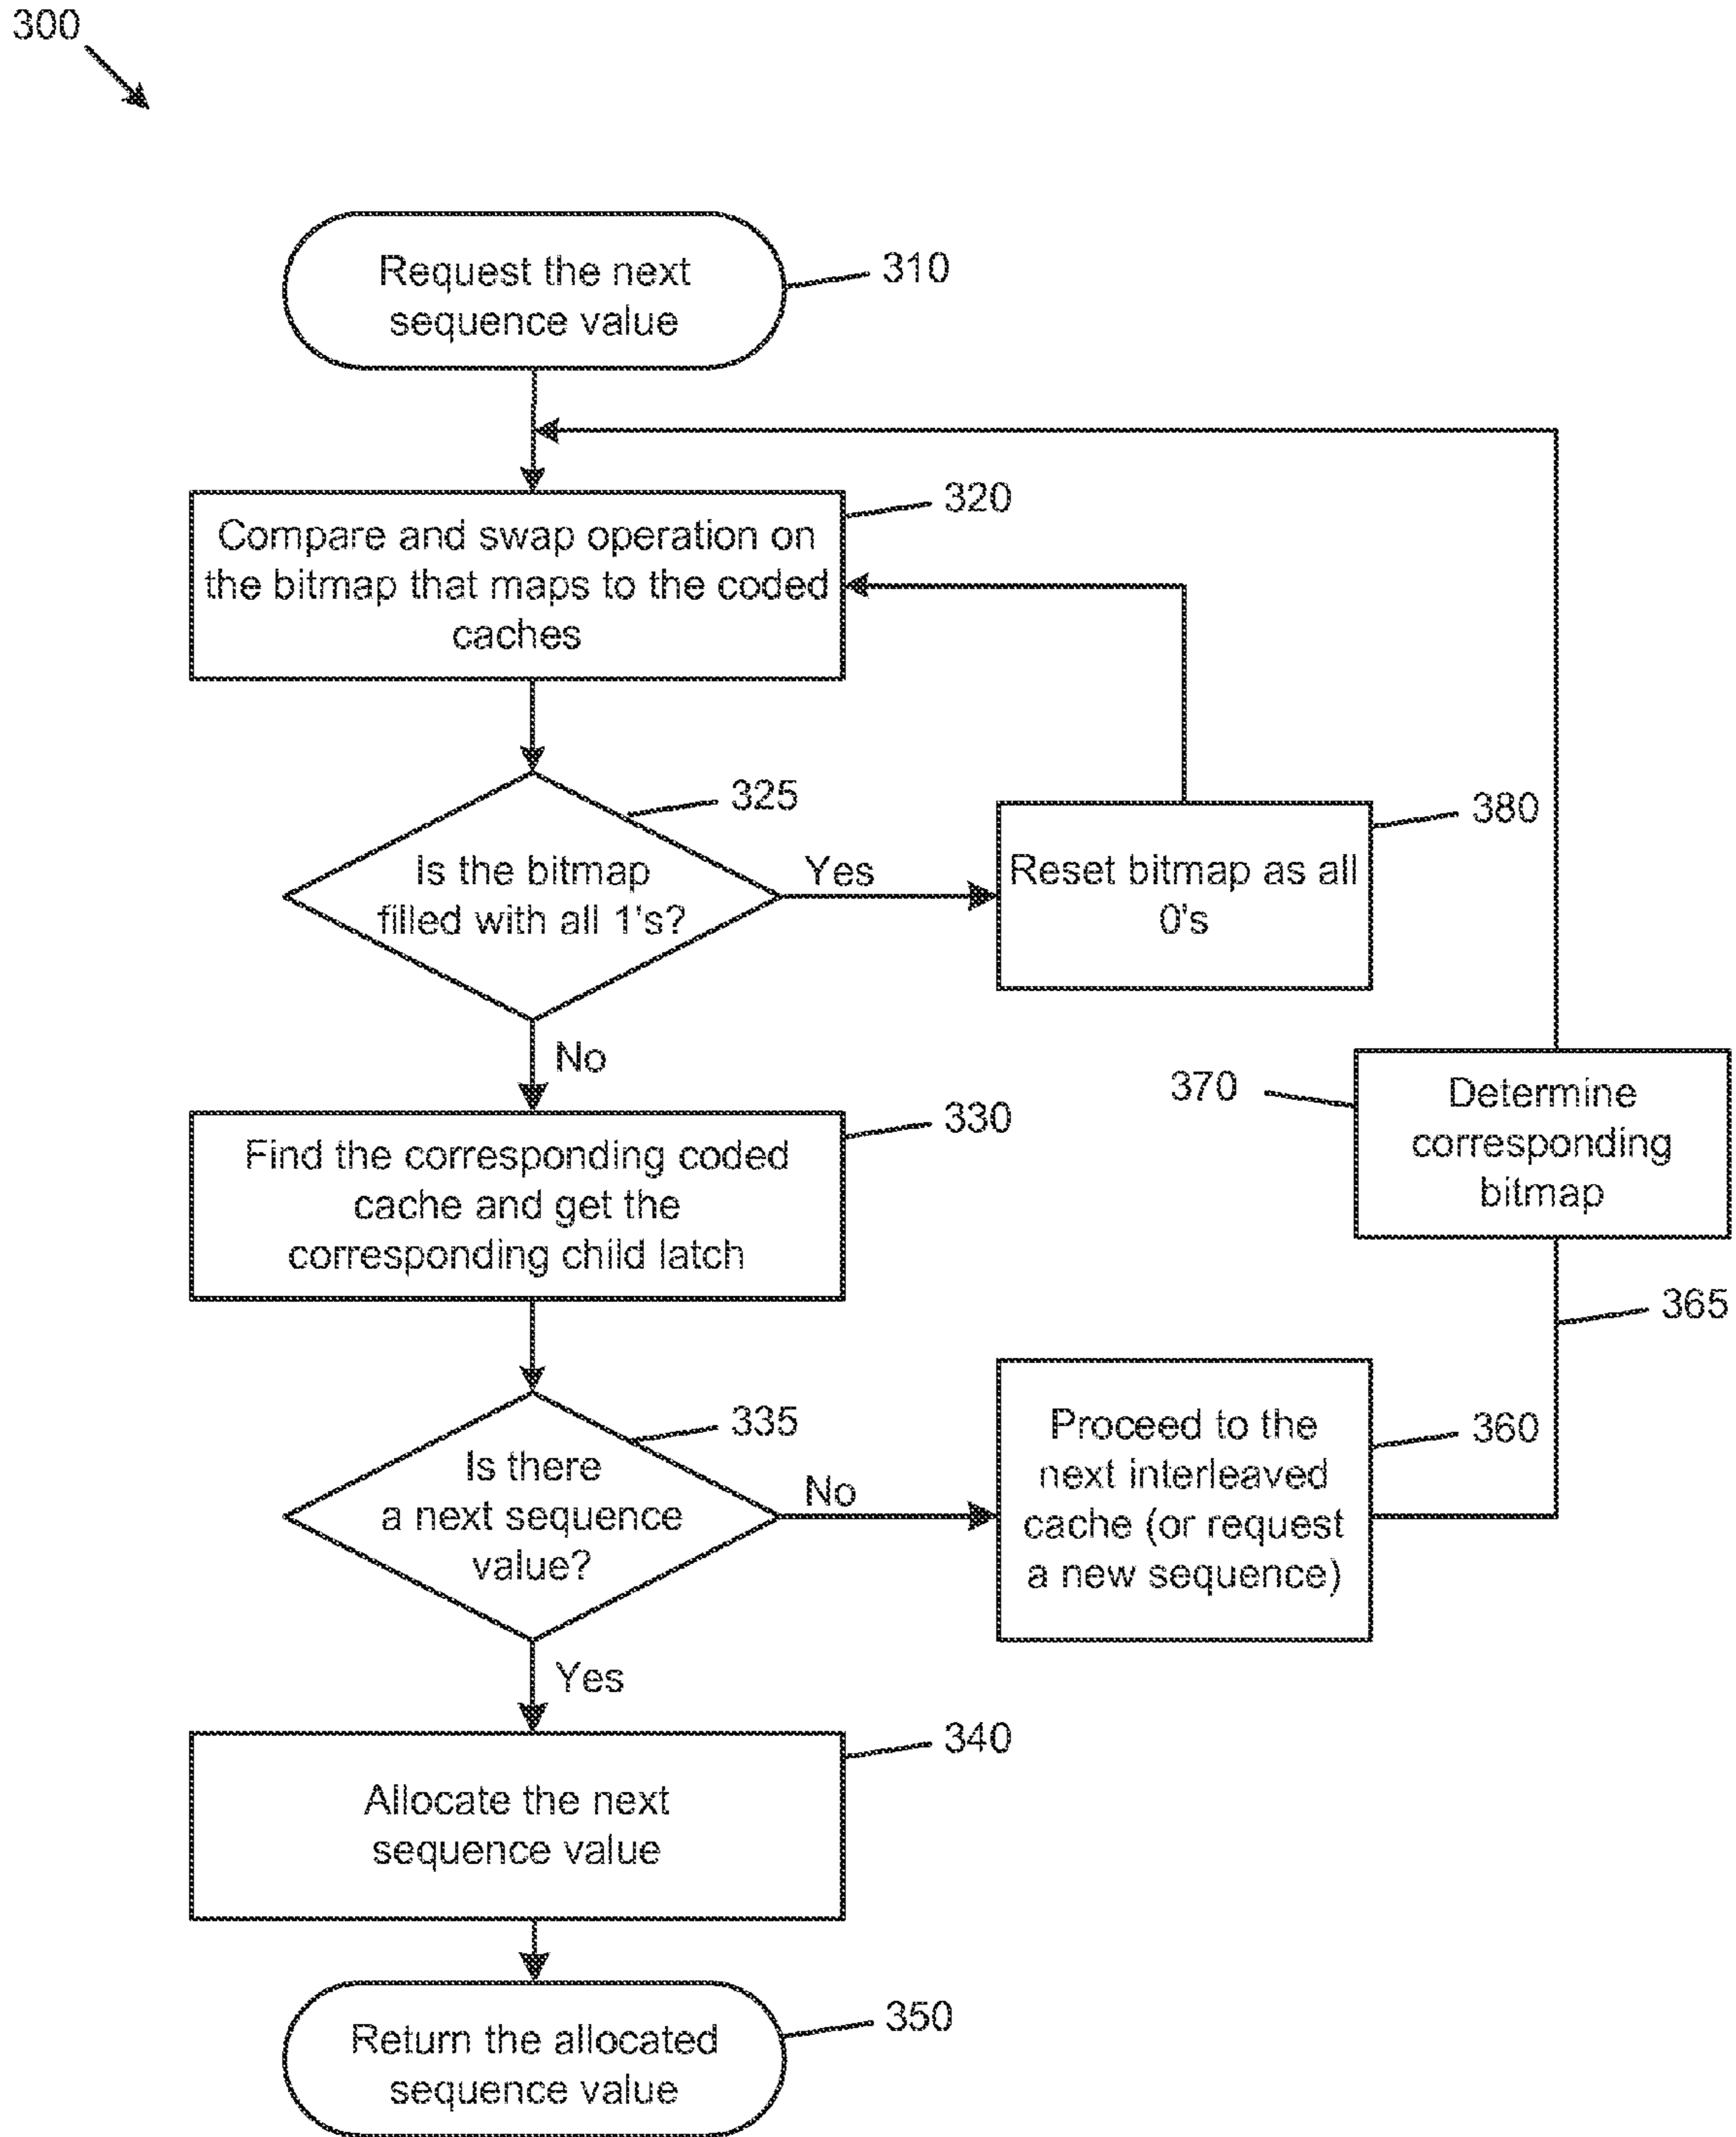 300
Request the next
sequence value
310
320
Compare and swap operation on
the bitmap that maps to the coded
caches
325
Is the bitmap
filled with all 1's?
Yes
380
Reset bitmap as all
0's
No
370
Determine
corresponding
bitmap
330
Find the corresponding coded
cache and get the
corresponding child latch
365
335
Is there
a next sequence
value?
No
Proceed to the
next interleaved
cache (or request
a new sequence)
360
Yes
340
Allocate the next
sequence value
350
Return the allocated
sequence value